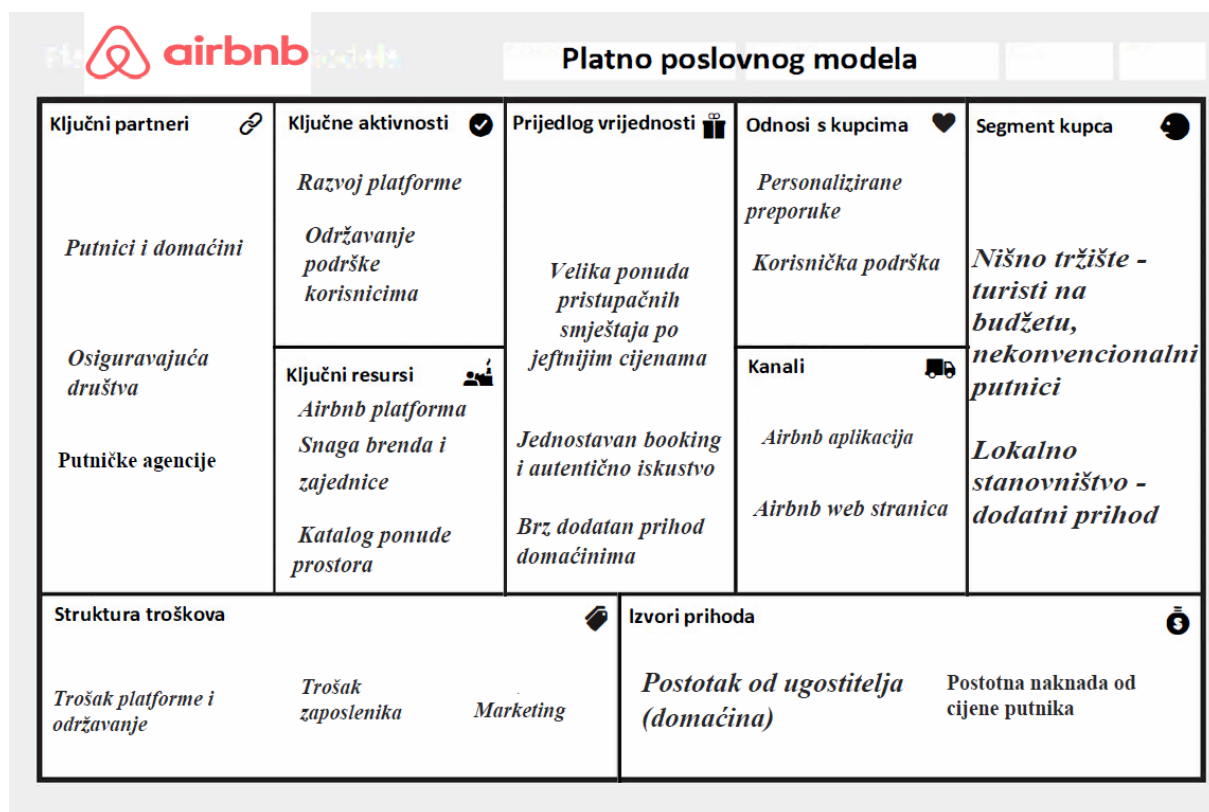 airbnb
Platno poslovnog modela
Ključni partneri
Putnici i domaćini
Osiguravajuća
društva
Putničke agencije
Ključne aktivnosti
Razvoj platforme
Održavanje
podrške
korisnicima
Ključni resursi
Airbnb platforma
Snaga brenda i
zajednice
Katalog ponude
prostora
Prijedlog vrijednosti
Velika ponuda
pristupačnih
smještaja po
jeftnijim cijenama
Jednostavan booking
i autentično iskustvo
Brz dodatan prihod
domaćinima
Odnosi s kupcima
Personalizirane
preporuke
Korisnička podrška
Kanali
Airbnb aplikacija
Airbnb web stranica
Segment kupca
Nišno tržište -
turisti na
budžetu,
nekonvencionalni
putnici
Lokalno
stanovništvo -
dodatni prihod
Struktura troškova
Trošak platforme i
održavanje
Trošak
zaposlenika
Marketing
Izvori prihoda
Postotak od ugostitelja
(domaćina)
Postotna naknada od
cijene putnika